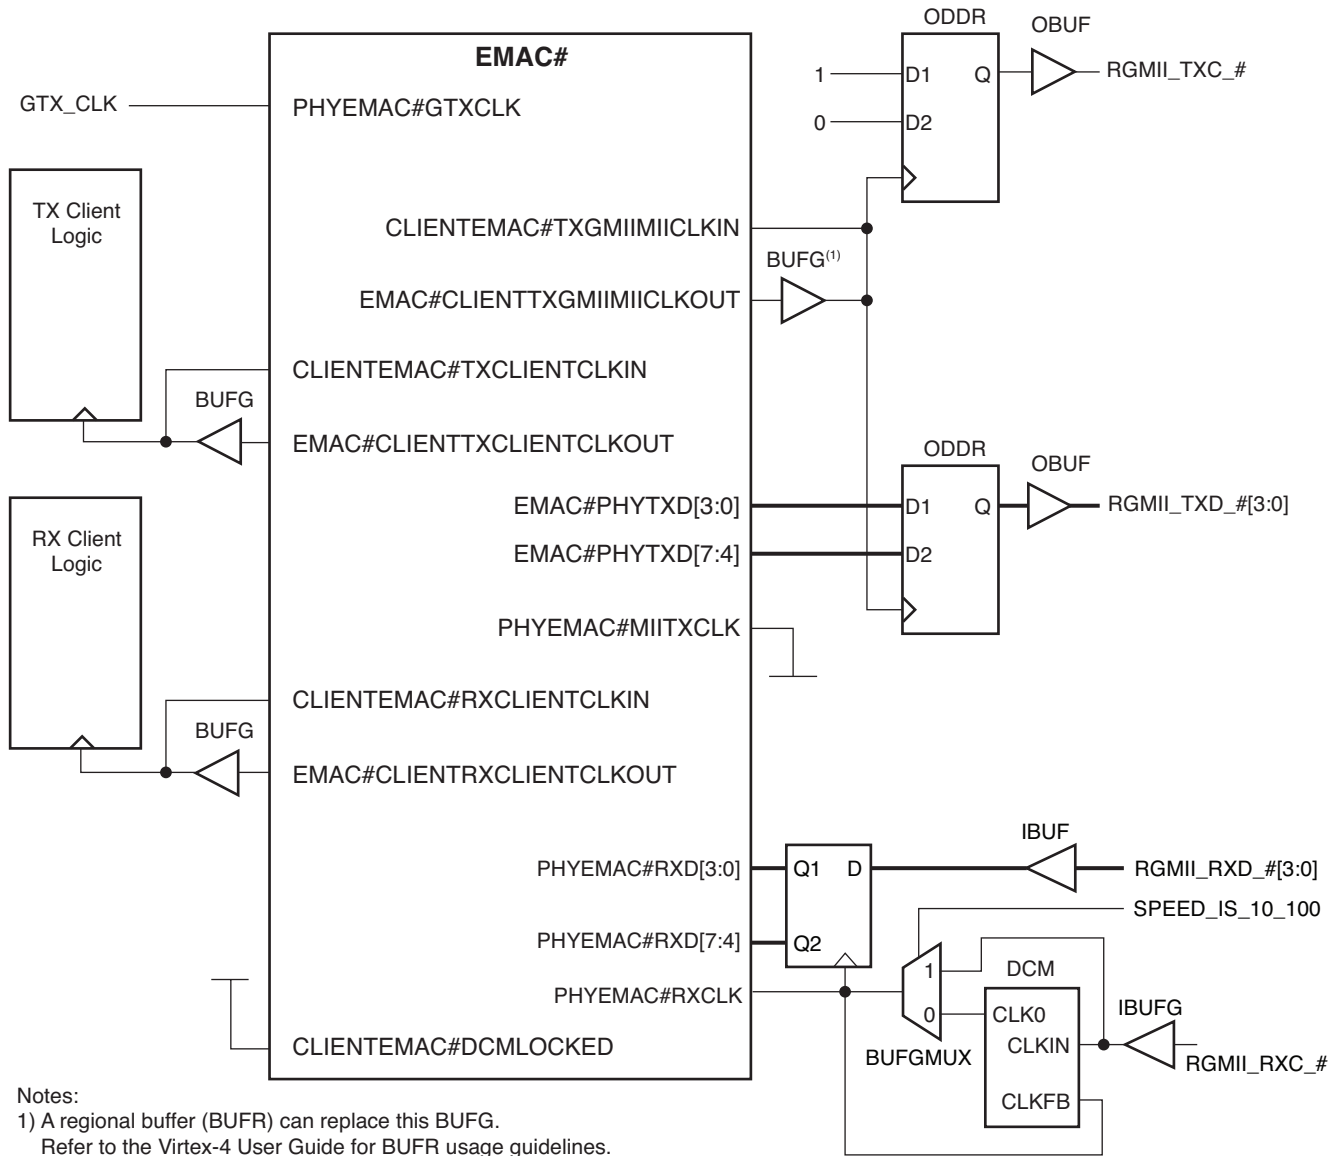 EMAC#
GTX_CLK
PHYEMAC#GTXCLK
TX Client
Logic
CLIENTEMAC#TXGMIIMIICLKIN
BUFG(1)
EMAC#CLIENTTXGMIIMIICLKOUT
CLIENTEMAC#TXCLIENTCLKIN
BUFG
EMAC#CLIENTTXCLIENTCLKOUT
ODDR
OBUF
1
D1
Q
RGMII_TXC_#
0
D2
EMAC#PHYTXD[3:0]
EMAC#PHYTXD[7:4]
ODDR
OBUF
D1
Q
RGMII_TXD_#[3:0]
D2
RX Client
Logic
PHYEMAC#MIITXCLK
CLIENTEMAC#RXCLIENTCLKIN
BUFG
EMAC#CLIENTRXCLIENTCLKOUT
PHYEMAC#RXD[3:0]
Q1
D
IBUF
RGMII_RXD_#[3:0]
SPEED_IS_10_100
PHYEMAC#RXD[7:4]
Q2
PHYEMAC#RXCLK
1
0
BUFGMUX
DCM
CLK0
CLKIN
CLKFB
IBUFG
RGMII_RXC_#
CLIENTEMAC#DCMLOCKED
Notes:
1) A regional buffer (BUFR) can replace this BUFG.
Refer to the Virtex-4 User Guide for BUFR usage guidelines.